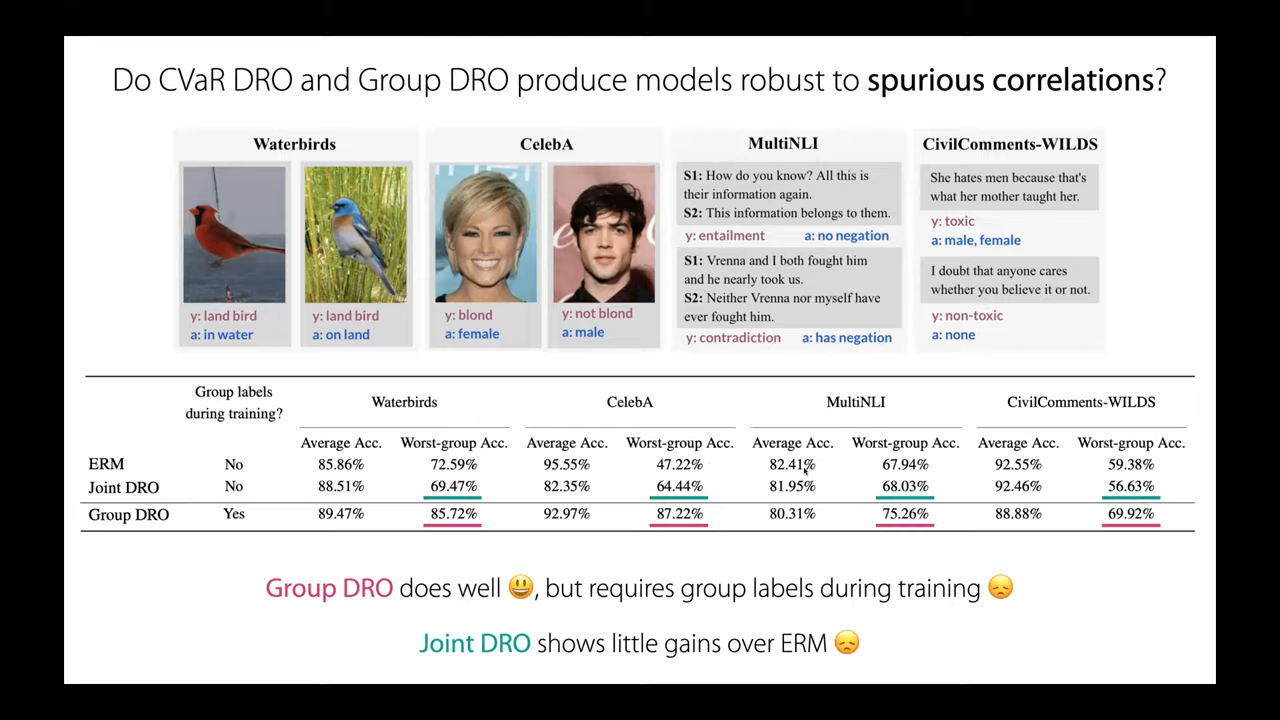 Do CVaR DRO and Group DRO produce models robust to spurious correlations?
Waterbirds
y: land bird
a: in water
y: land bird
a: on land
CelebA
y: blond
a: female
y: not blond
a: male
MultiNLI
S1: How do you know? All this is
their information again.
S2: This information belongs to them.
y: entailment a: no negation
S1: Vrenna and I both fought him
and he nearly took us.
S2: Neither Vrenna nor myself have
ever fought him.
y: contradiction a: has negation
CivilComments-WILDS
She hates men because that's
what her mother taught her.
y: toxic
a: male, female
I doubt that anyone cares
whether you believe it or not.
y: non-toxic
a: none
Group labels
during training?
Waterbirds CelebA MultiNLI CivilComments-WILDS
Average Acc. Worst-group Acc. Average Acc. Worst-group Acc. Average Acc. Worst-group Acc. Average Acc. Worst-group Acc.
ERM No 85.86% 72.59% 95.55% 47.22% 82.41% 67.94% 92.55% 59.38%
Joint DRO No 88.51% 69.47% 82.35% 64.44% 81.95% 68.03% 92.46% 56.63%
Group DRO Yes 89.47% 85.72% 92.97% 87.22% 80.31% 75.26% 88.88% 69.92%
Group DRO does well 😃, but requires group labels during training 😞
Joint DRO shows little gains over ERM 😞